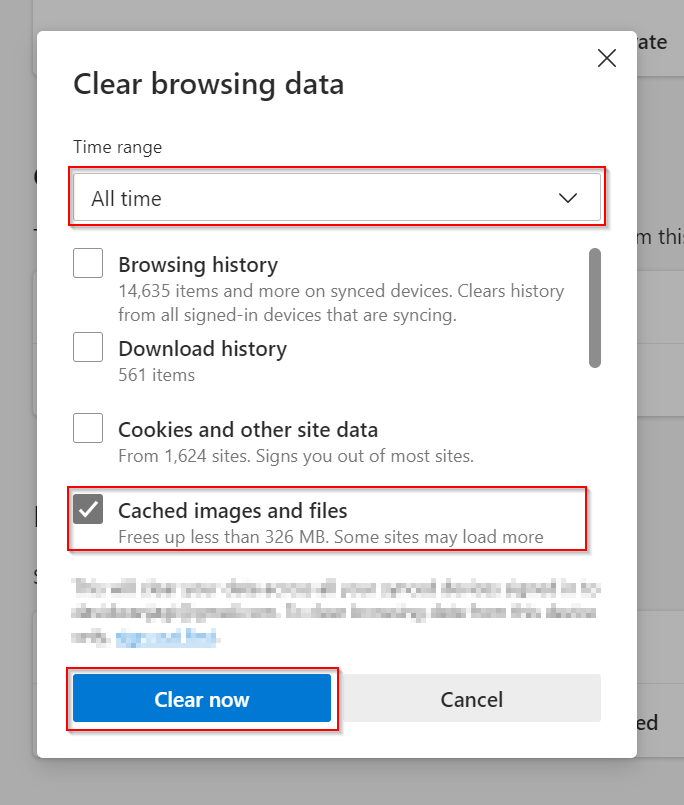 ate
Clear browsing data
Time range
All time
m this
Browsing history
14,635 items and more on synced devices. Clears history
from all signed-in devices that are syncing.
Download history
561 items
Cookies and other site data
From 1,624 sites. Signs you out of most sites.
Cached images and files
Frees up less than 326 MB. Some sites may load more
Clear now
Cancel
ed